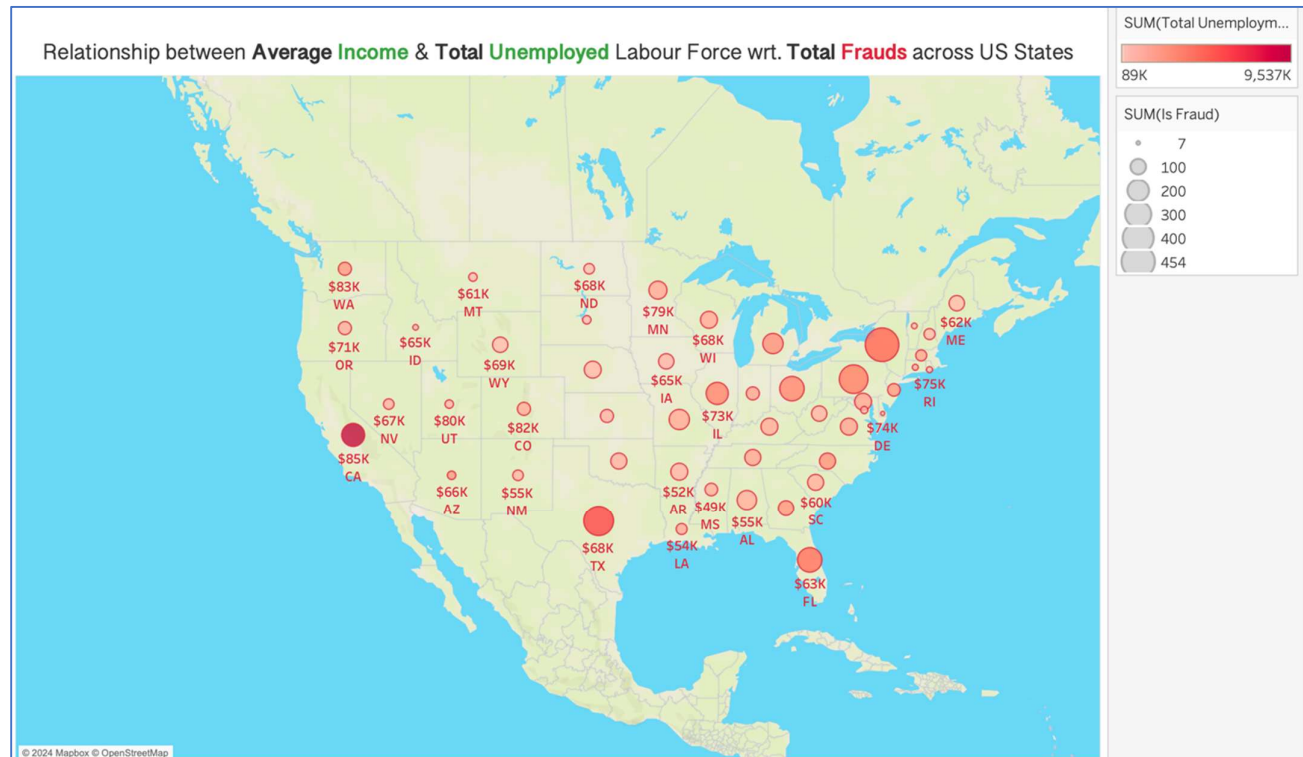 Relationship between Average Income & Total Unemployed Labour Force wrt. Total Frauds across US States
SUM(Total Unemploym...
89K 9,537K
SUM(Is Fraud)
7
100
200
300
400
454
$83K
WA
$61K
MT
$68K
ND
$79K
MN
$62K
ME
$71K
OR
$65K
ID
$69K
WY
$68K
WI
$65K
IA
$75K
RI
$67K
NV
$80K
UT
$82K
CO
$73K
IL
$74K
DE
$85K
CA
$66K
AZ
$55K
NM
$52K
AR
$49K
MS
$60K
SC
$55K
AL
$68K
TX
$54K
LA
$63K
FL
© 2024 Mapbox © OpenStreetMap